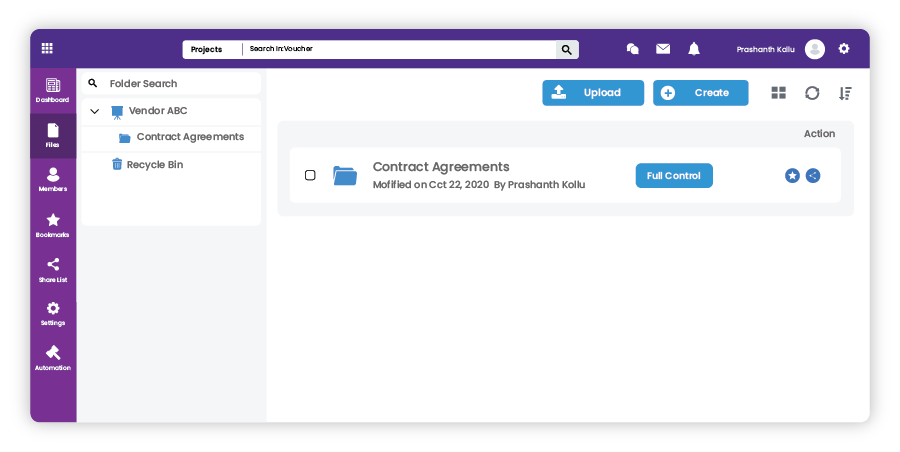 Projects
Search in:Voucher
Prashanth Kollu
Dashboard
Files
Members
Bookmarks
Share List
Settings
Automation
Folder Search
Vendor ABC
Contract Agreements
Recycle Bin
Upload
Create
Action
Contract Agreements
Mofified on Cct 22, 2020 By Prashanth Kollu
Full Control